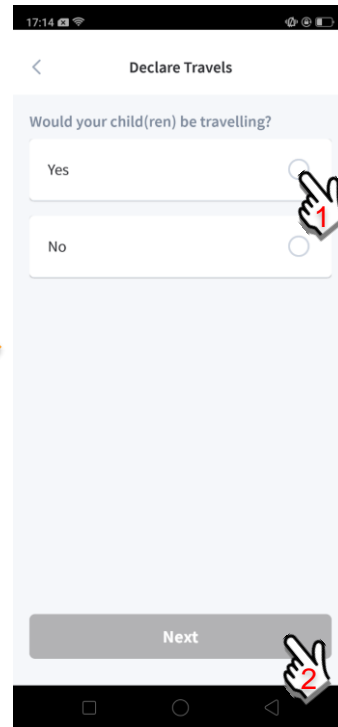 17:14
Declare Travels
Would your child(ren) be travelling?
Yes
1
No
Next
2